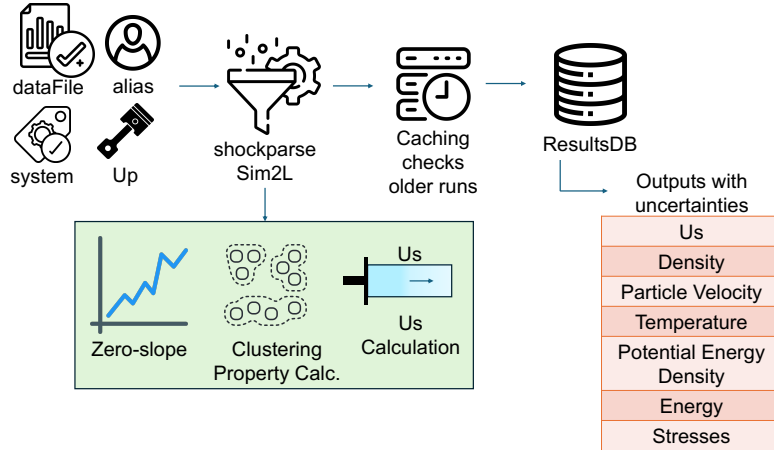 dataFile
alias
system
Up
shockparse
Sim2L
Caching
checks
older runs
ResultsDB
Outputs with
uncertainties
Us
Density
Particle Velocity
Temperature
Potential Energy
Density
Energy
Stresses
Zero-slope
Clustering
Property Calc.
Us
Us
Calculation